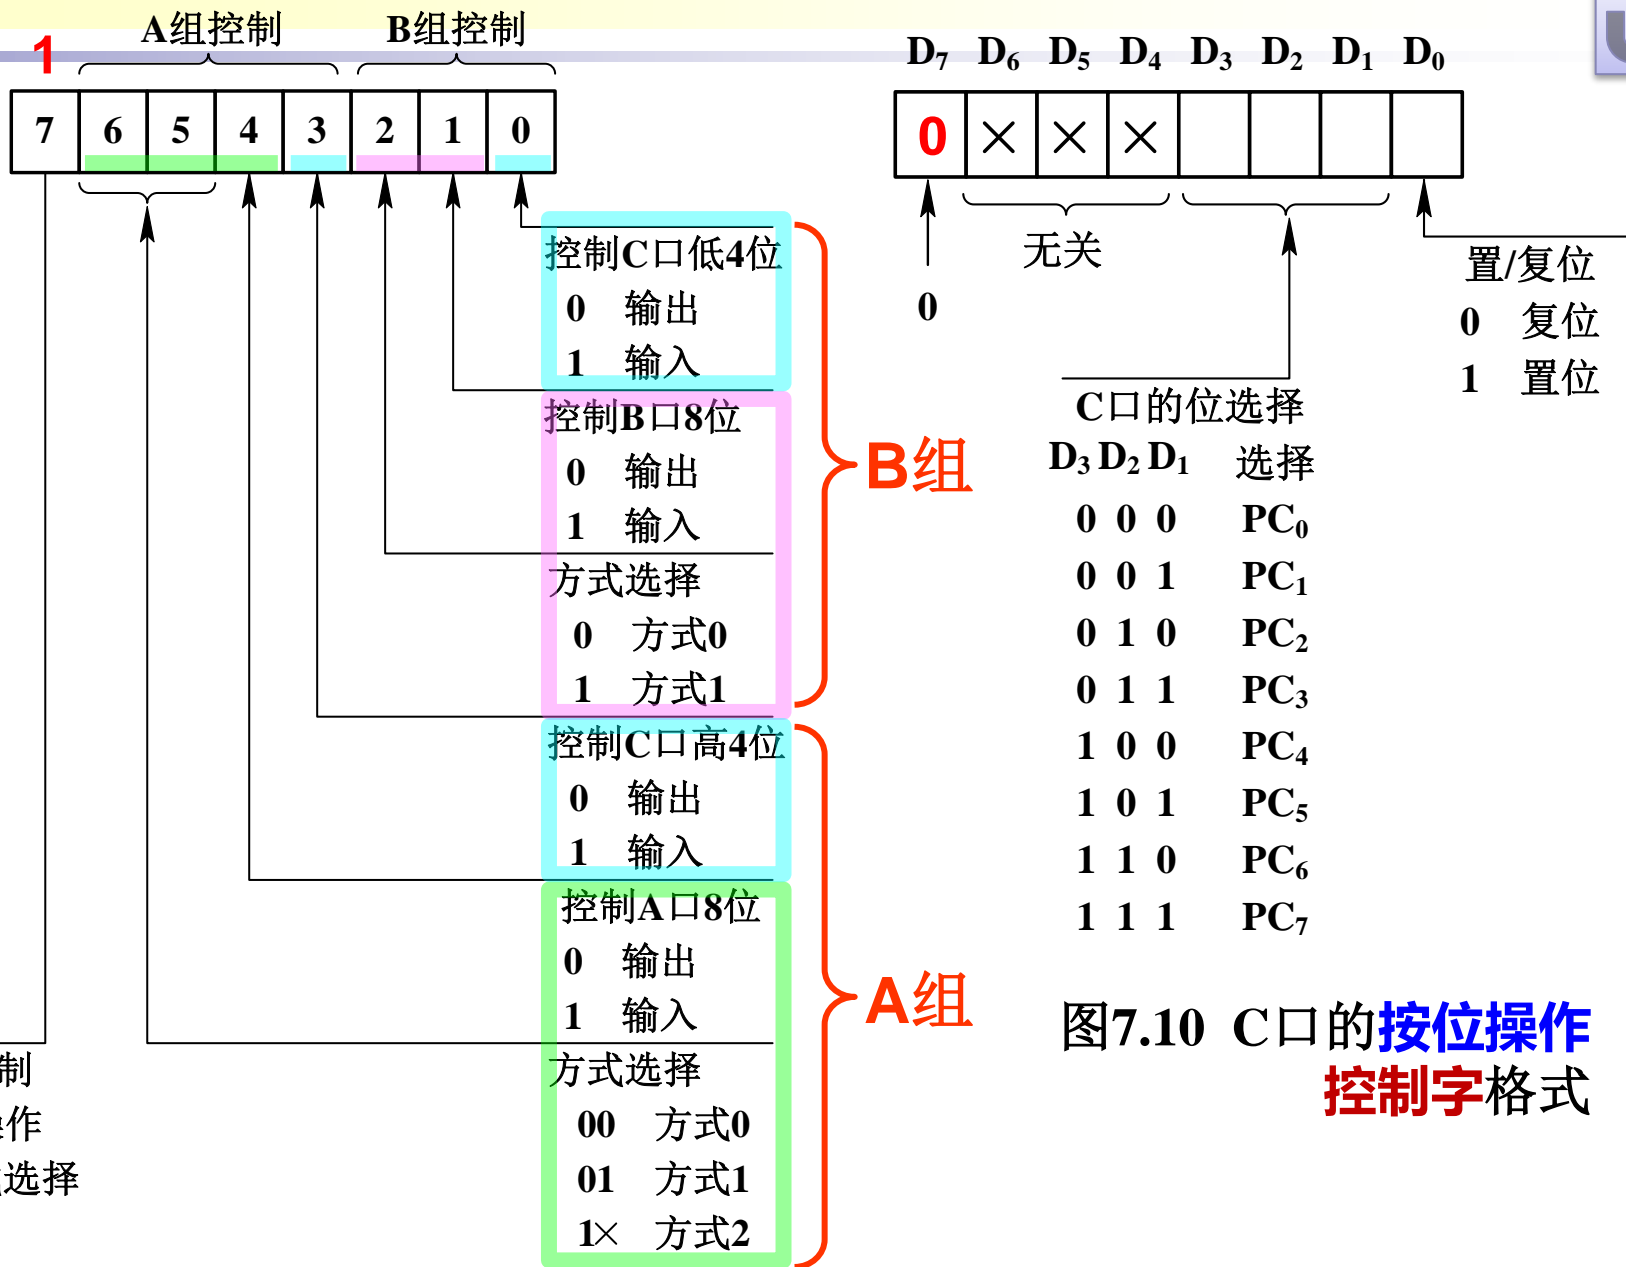 A组控制 B组控制
1
7 6 5 4 3 2 1 0
控制C口低4位
0 输出
1 输入
控制B口8位
0 输出
1 输入
方式选择
0 方式0
1 方式1
B组
控制C口高4位
0 输出
1 输入
控制A口8位
0 输出
1 输入
方式选择
00 方式0
01 方式1
1× 方式2
A组
制
作
选择
D₇ D₆ D₅ D₄ D₃ D₂ D₁ D₀
0 × × ×
无关
0
置/复位
0 复位
1 置位
C口的位选择
D₃ D₂ D₁ 选择
0 0 0 PC₀
0 0 1 PC₁
0 1 0 PC₂
0 1 1 PC₃
1 0 0 PC₄
1 0 1 PC₅
1 1 0 PC₆
1 1 1 PC₇
图7.10 C口的按位操作
控制字格式